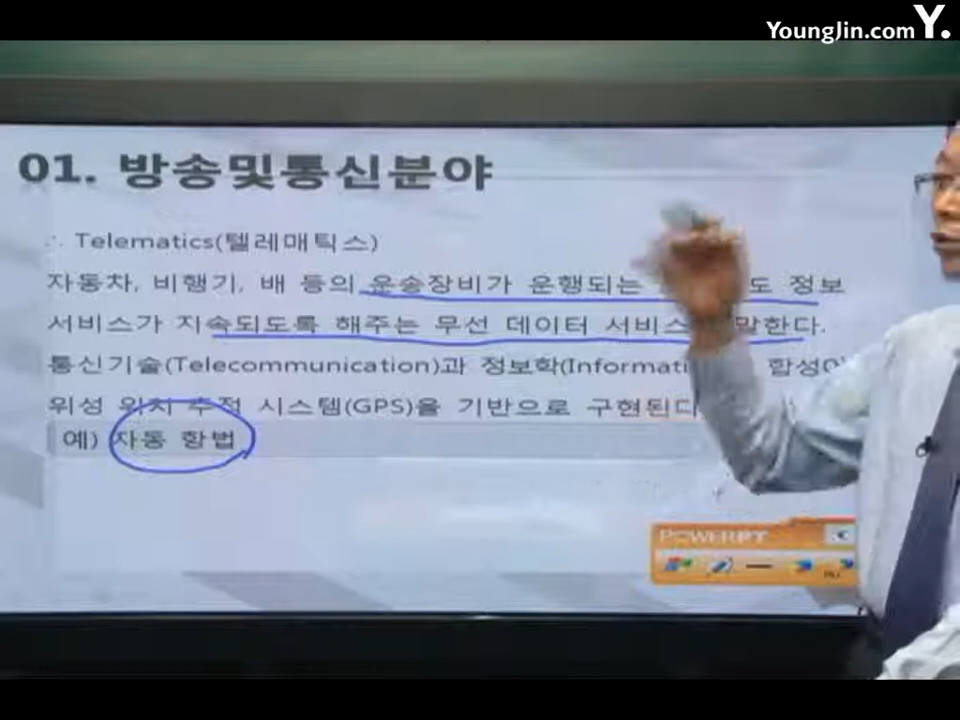 YoungJin.com Y.
01. 방송및통신분야
∴ Telematics(텔레매틱스)
자동차, 비행기, 배 등의 운송장비가 운행되는 도 정보
서비스가 지속되도록 해주는 무선 데이터 서비스 말한다.
통신기술(Telecommunication)과 정보학(Informati 합성어
위성 위치 추적 시스템(GPS)을 기반으로 구현된다
예) 자동 항법
POWERPT